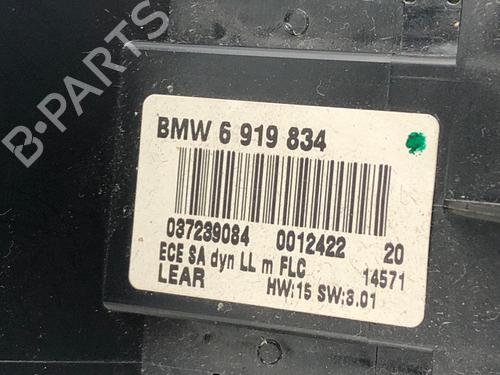 B-PARTS
BMW 6 919 834
037239084 0012422 20
ECE SA dyn LL m FLC 14571
LEAR HW:15 SW:3.01